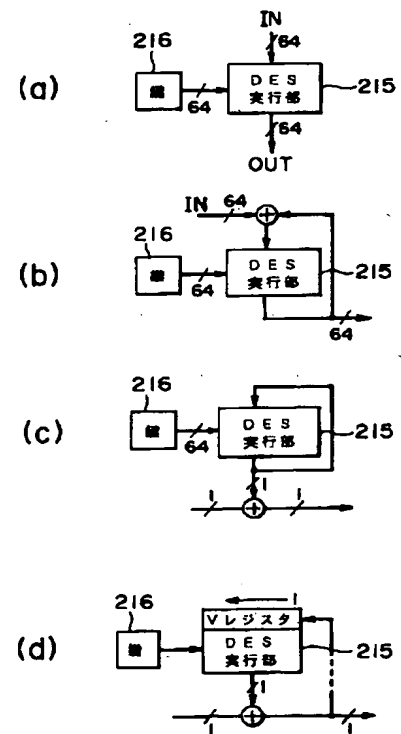 216
IN
64
(a)
鍵
64
DES
実行部
215
64
OUT
IN 64
216
(b)
鍵
64
DES
実行部
215
64
216
(c)
鍵
64
DES
実行部
215
1
1
1
216
1
(d)
鍵
Vレジスタ
DES
実行部
215
1
1
1